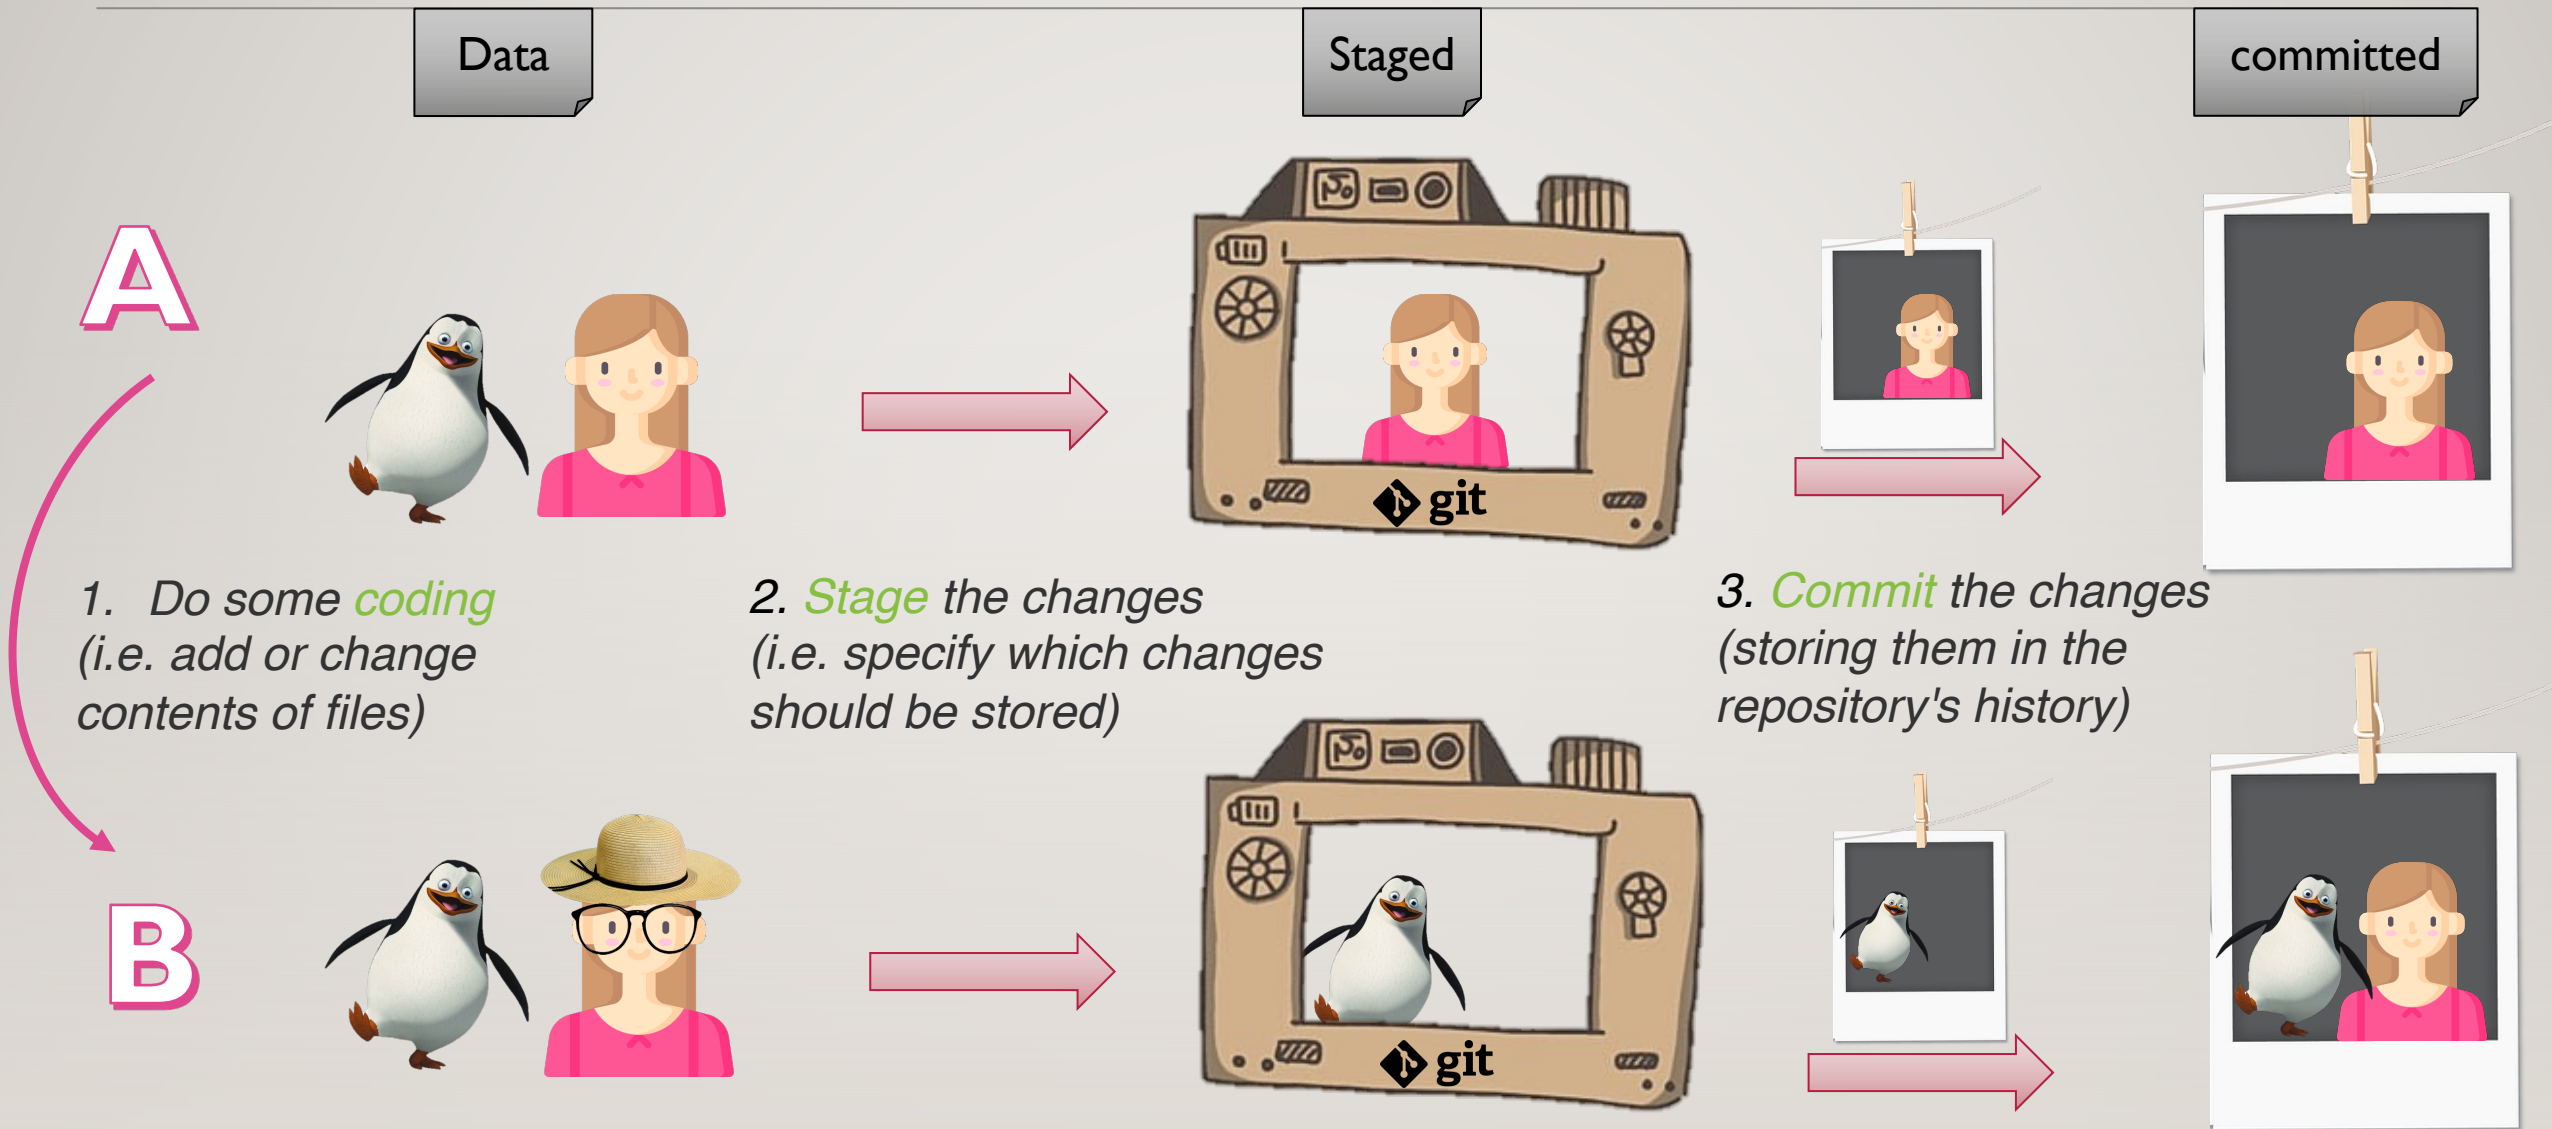 Data
Staged
committed
A
git
1. Do some coding
(i.e. add or change
contents of files)
2. Stage the changes
(i.e. specify which changes
should be stored)
3. Commit the changes
(storing them in the
repository's history)
B
git